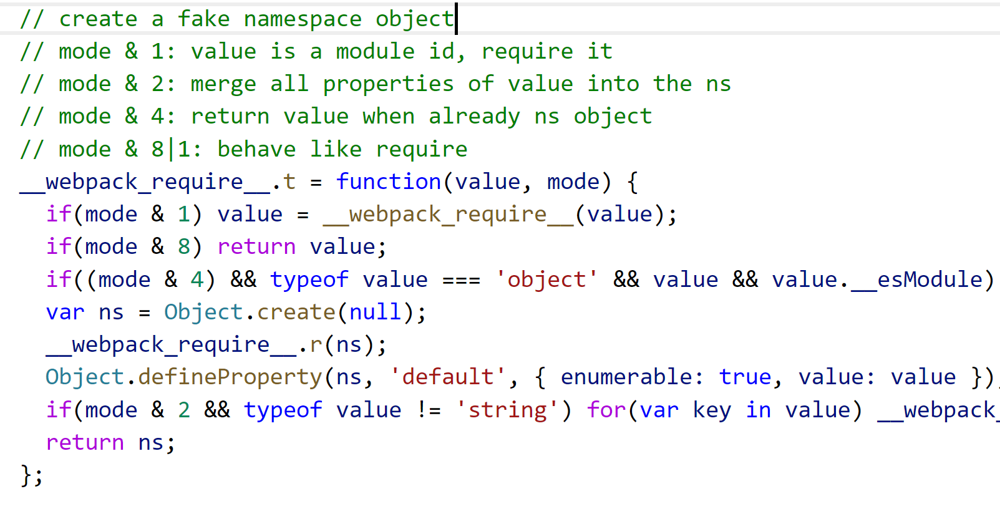 // create a fake namespace object
// mode & 1: value is a module id, require it
// mode & 2: merge all properties of value into the ns
// mode & 4: return value when already ns object
// mode & 8|1: behave like require
__webpack_require__.t = function(value, mode) {
  if(mode & 1) value = __webpack_require__(value);
  if(mode & 8) return value;
  if((mode & 4) && typeof value === 'object' && value && value.__esModule)
  var ns = Object.create(null);
  __webpack_require__.r(ns);
  Object.defineProperty(ns, 'default', { enumerable: true, value: value });
  if(mode & 2 && typeof value != 'string') for(var key in value) __webpack_
  return ns;
};